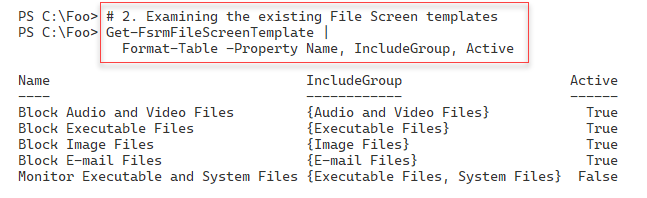 PS C:\Foo> # 2. Examining the existing File Screen templates
PS C:\Foo> Get-FsrmFileScreenTemplate |
Format-Table -Property Name, IncludeGroup, Active
Name IncludeGroup Active
---- ------------ ------
Block Audio and Video Files {Audio and Video Files} True
Block Executable Files {Executable Files} True
Block Image Files {Image Files} True
Block E-mail Files {E-mail Files} True
Monitor Executable and System Files {Executable Files, System Files} False